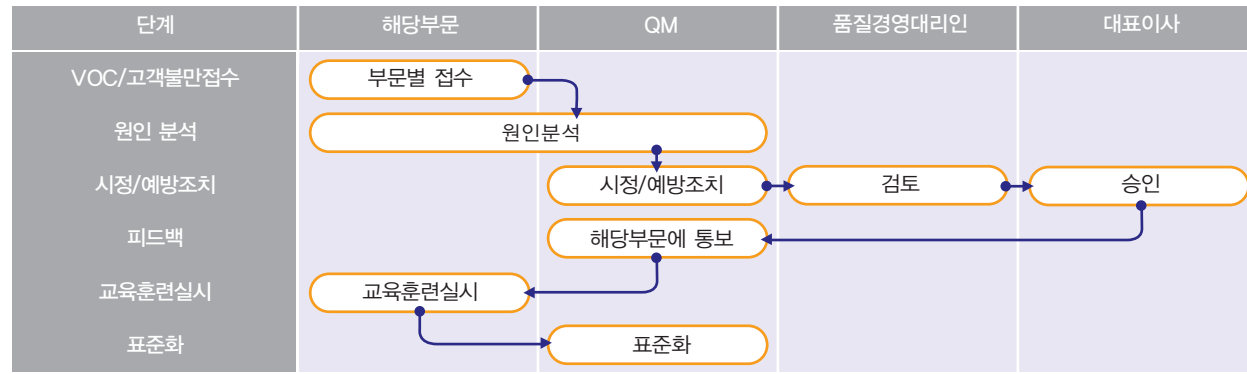 단계 해당부문 QM 품질경영대리인 대표이사
VOC/고객불만접수 부문별 접수
원인 분석 원인분석
시정/예방조치 시정/예방조치 검토 승인
피드백 해당부문에 통보
교육훈련실시 교육훈련실시
표준화 표준화